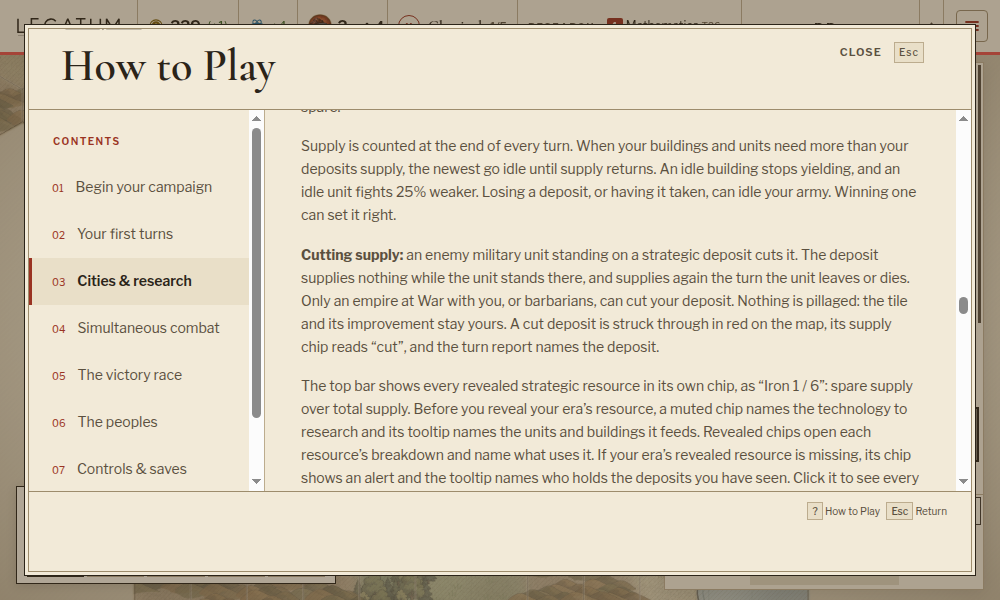 How to Play
CLOSE Esc
CONTENTS
01 Begin your campaign
02 Your first turns
03 Cities & research
04 Simultaneous combat
05 The victory race
06 The peoples
07 Controls & saves
Supply is counted at the end of every turn. When your buildings and units need more than your
deposits supply, the newest go idle until supply returns. An idle building stops yielding, and an
idle unit fights 25% weaker. Losing a deposit, or having it taken, can idle your army. Winning one
can set it right.
Cutting supply: an enemy military unit standing on a strategic deposit cuts it. The deposit
supplies nothing while the unit stands there, and supplies again the turn the unit leaves or dies.
Only an empire at War with you, or barbarians, can cut your deposit. Nothing is pillaged: the tile
and its improvement stay yours. A cut deposit is struck through in red on the map, its supply
chip reads “cut”, and the turn report names the deposit.
The top bar shows every revealed strategic resource in its own chip, as “Iron 1 / 6”: spare supply
over total supply. Before you reveal your era’s resource, a muted chip names the technology to
research and its tooltip names the units and buildings it feeds. Revealed chips open each
resource’s breakdown and name what uses it. If your era’s revealed resource is missing, its chip
shows an alert and the tooltip names who holds the deposits you have seen. Click it to see every
? How to Play Esc Return